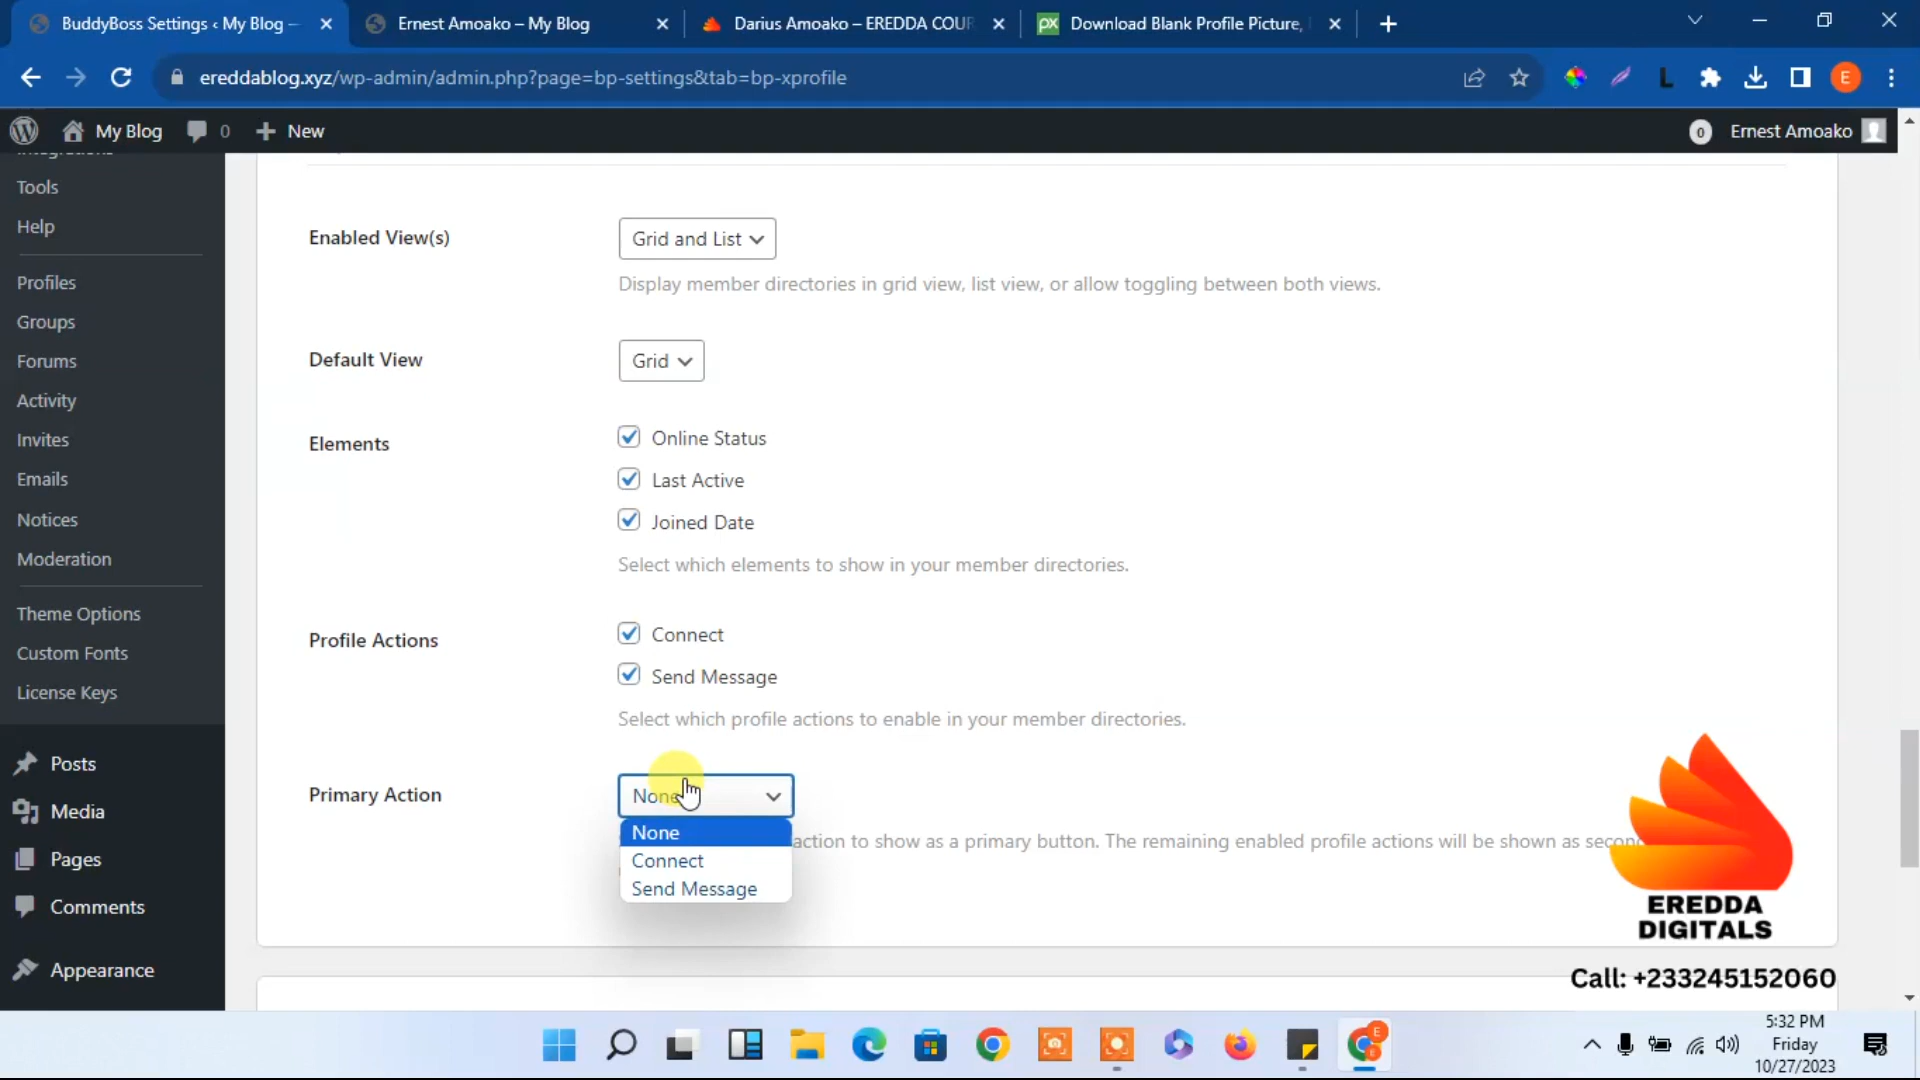 BuddyBoss Settings ‹ My Blog –
Ernest Amoako – My Blog
Darius Amoako – EREDDA COUR
Download Blank Profile Picture,
ereddablog.xyz/wp-admin/admin.php?page=bp-settings&tab=bp-xprofile
E
My Blog
0
New
0
Ernest Amoako
Integrations
Tools
Help
Profiles
Groups
Forums
Activity
Invites
Emails
Notices
Moderation
Theme Options
Custom Fonts
License Keys
Posts
Media
Pages
Comments
Appearance
Enabled View(s)
Grid and List
Display member directories in grid view, list view, or allow toggling between both views.
Default View
Grid
Elements
Online Status
Last Active
Joined Date
Select which elements to show in your member directories.
Profile Actions
Connect
Send Message
Select which profile actions to enable in your member directories.
Primary Action
None
None
Connect
Send Message
action to show as a primary button. The remaining enabled profile actions will be shown as secon
EREDDA
DIGITALS
Call: +233245152060
5:32 PM
Friday
10/27/2023